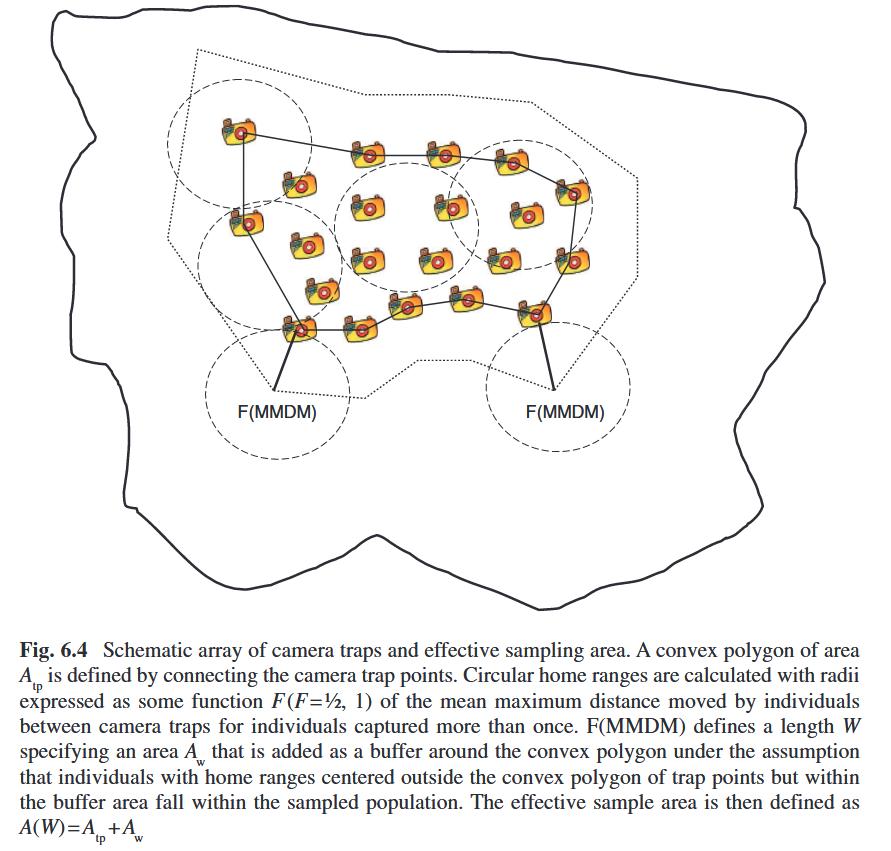 F(MMDM) F(MMDM)
Fig. 6.4 Schematic array of camera traps and effective sampling area. A convex polygon of area
A_tp is defined by connecting the camera trap points. Circular home ranges are calculated with radii
expressed as some function F(F=½, 1) of the mean maximum distance moved by individuals
between camera traps for individuals captured more than once. F(MMDM) defines a length W
specifying an area A_w that is added as a buffer around the convex polygon under the assumption
that individuals with home ranges centered outside the convex polygon of trap points but within
the buffer area fall within the sampled population. The effective sample area is then defined as
A(W)=A_tp+A_w